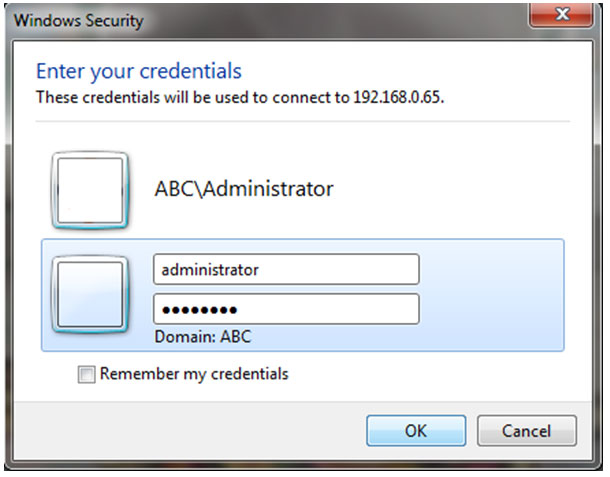 Windows Security
Enter your credentials
These credentials will be used to connect to 192.168.0.65.
ABC\Administrator
administrator
●●●●●●●●
Domain: ABC
Remember my credentials
OK
Cancel